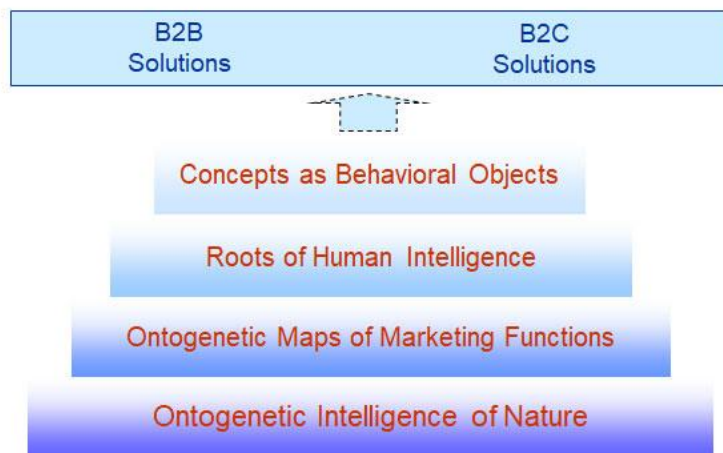 B2B
Solutions
B2C
Solutions
Concepts as Behavioral Objects
Roots of Human Intelligence
Ontogenetic Maps of Marketing Functions
Ontogenetic Intelligence of Nature